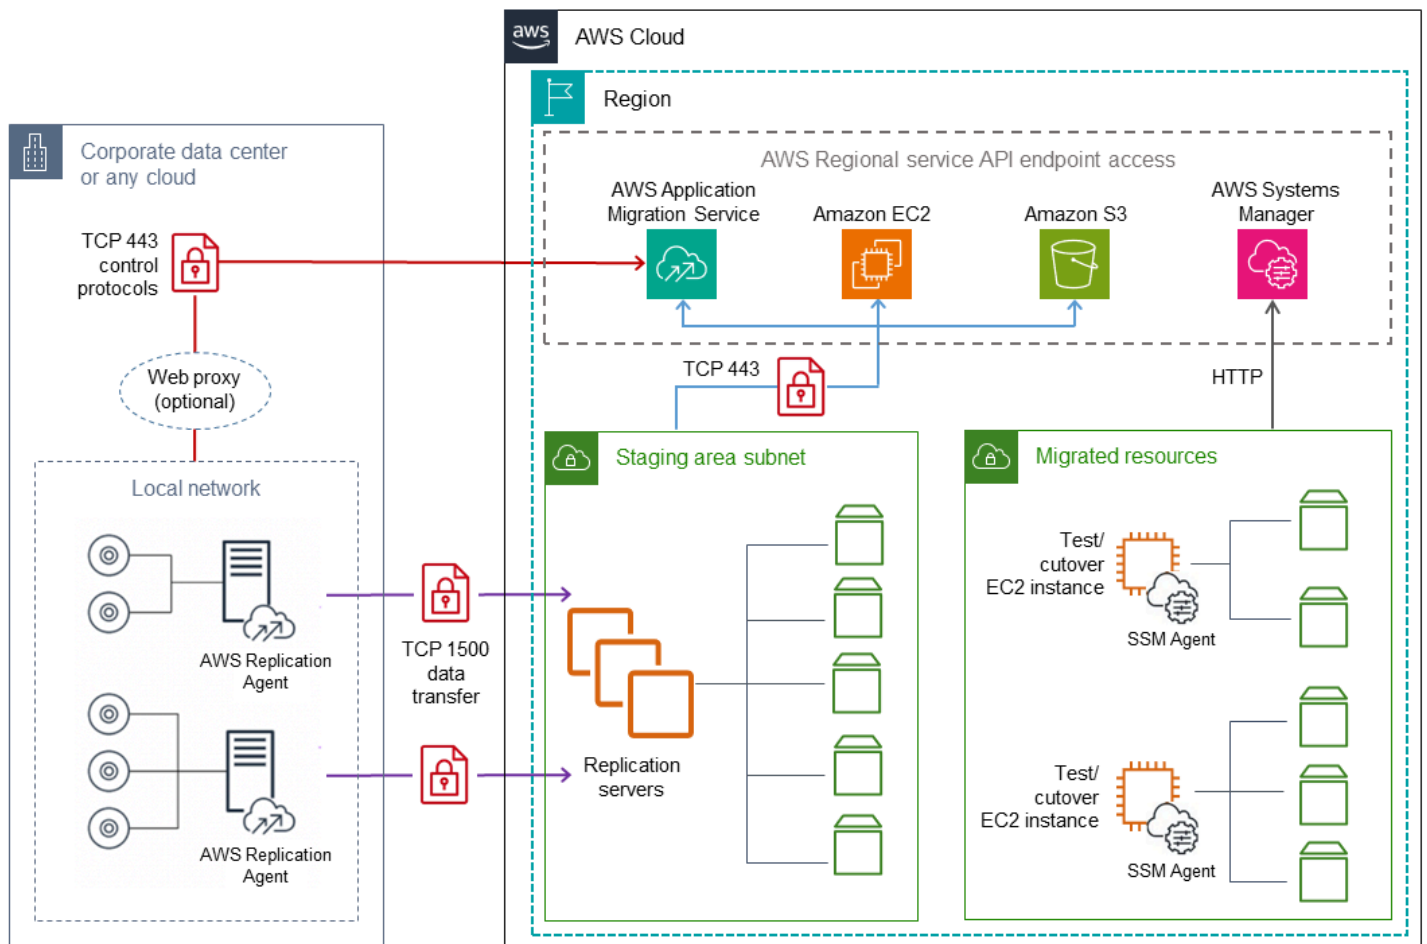 aws
AWS Cloud
Region
Corporate data center
or any cloud
AWS Regional service API endpoint access
AWS Application
Migration Service
Amazon EC2
Amazon S3
AWS Systems
Manager
TCP 443
control
protocols
Web proxy
(optional)
TCP 443
HTTP
Local network
Staging area subnet
Migrated resources
AWS Replication
Agent
TCP 1500
data
transfer
Test/
cutover
EC2 instance
SSM Agent
Replication
servers
Test/
cutover
EC2 instance
SSM Agent
AWS Replication
Agent